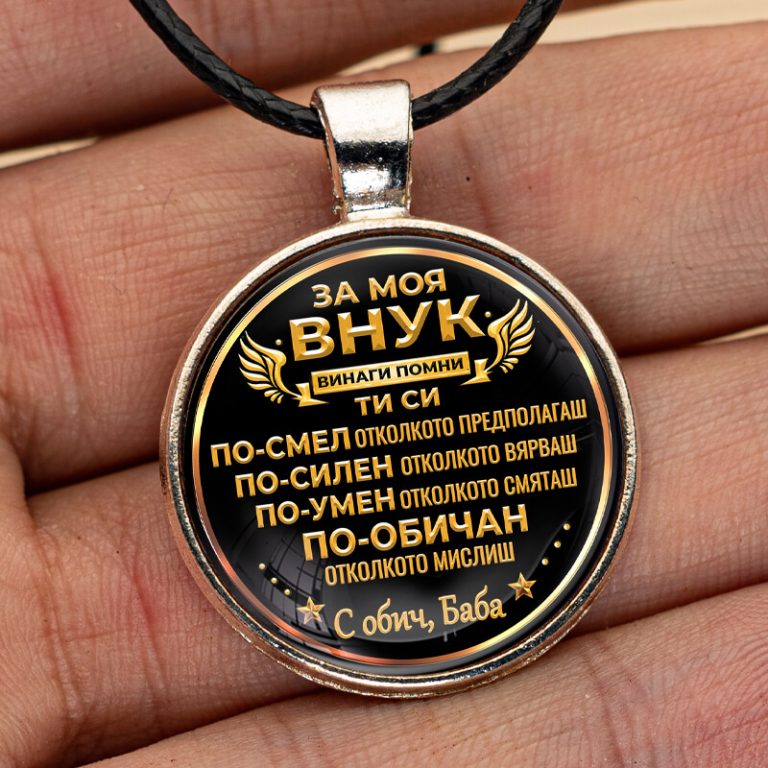 ЗА МОЯ
ВНУК
ВИНАГИ ПОМНИ
ТИ СИ
ПО-СМЕЛ ОТКОЛКОТО ПРЕДПОЛАГАШ
ПО-СИЛЕН ОТКОЛКОТО ВЯРВАШ
ПО-УМЕН ОТКОЛКОТО СМЯТАШ
ПО-ОБИЧАН
ОТКОЛКОТО МИСЛИШ
С обич, Баба